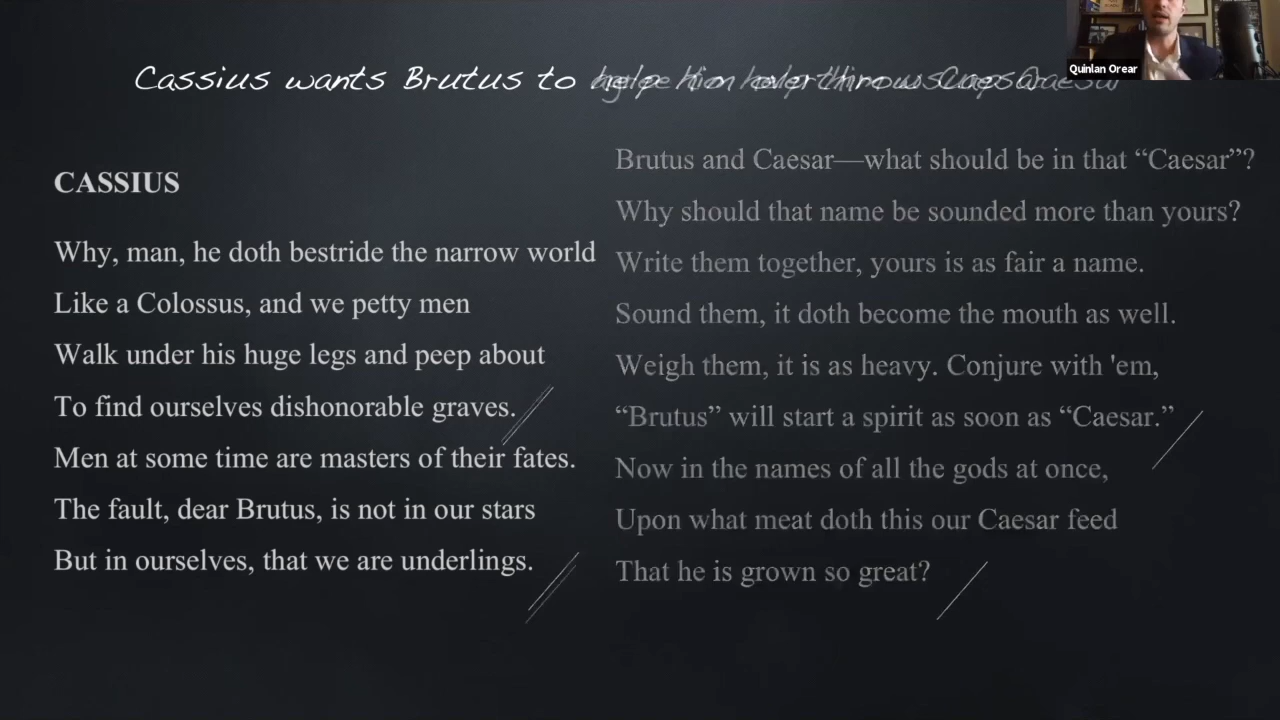 Cassius wants Brutus to
Quinlan Orear
CASSIUS
Why, man, he doth bestride the narrow world
Like a Colossus, and we petty men
Walk under his huge legs and peep about
To find ourselves dishonorable graves.
Men at some time are masters of their fates.
The fault, dear Brutus, is not in our stars
But in ourselves, that we are underlings.
Brutus and Caesar—what should be in that “Caesar”?
Why should that name be sounded more than yours?
Write them together, yours is as fair a name.
Sound them, it doth become the mouth as well.
Weigh them, it is as heavy. Conjure with 'em,
“Brutus” will start a spirit as soon as “Caesar.”
Now in the names of all the gods at once,
Upon what meat doth this our Caesar feed
That he is grown so great?